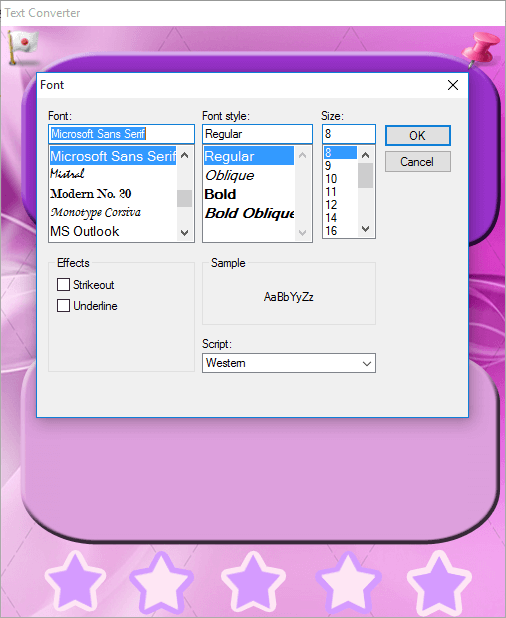 Text Converter
Font
Font:
Font style:
Size:
Microsoft Sans Serif
Regular
8
OK
Cancel
Microsoft Sans Serif
Mistral
Modern No. 20
Monotype Corsiva
MS Outlook
Regular
Oblique
Bold
Bold Oblique
8
9
10
11
12
14
16
Effects
Strikeout
Underline
Sample
AaBbYyZz
Script:
Western